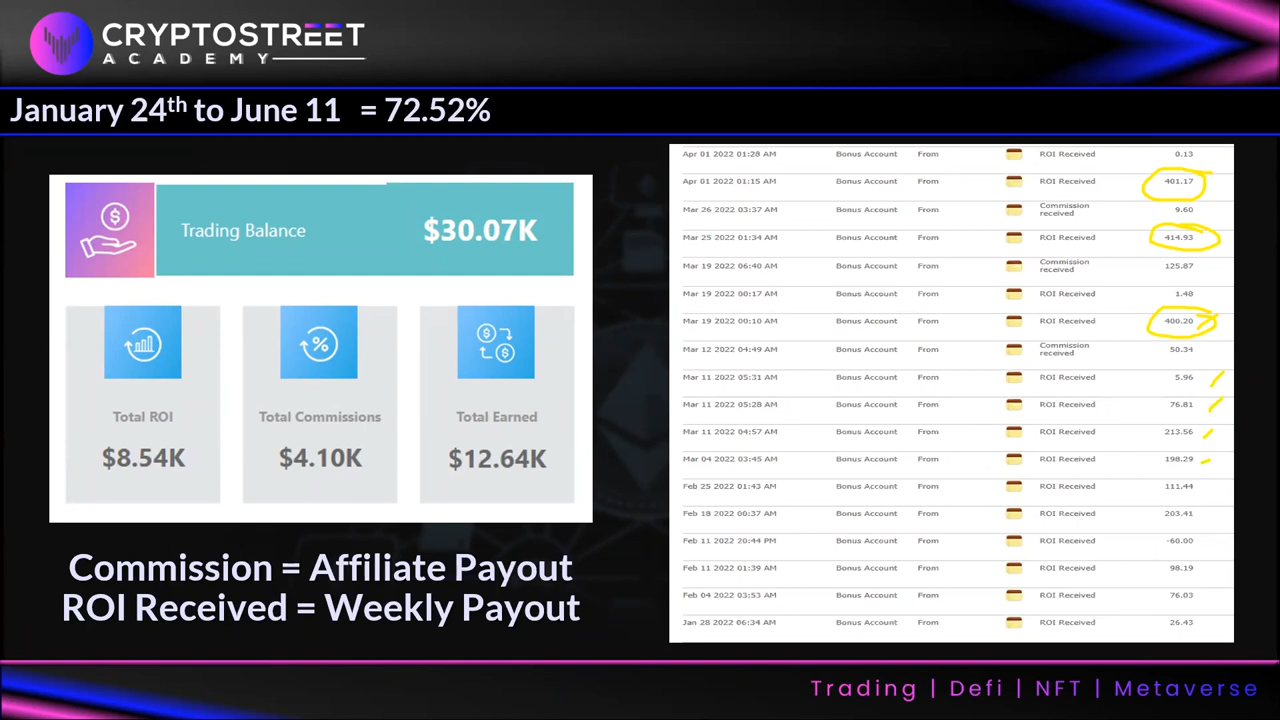 CRYPTOSTREET
ACADEMY
January 24th to June 11 = 72.52%
Trading Balance $30.07K
Total ROI Total Commissions Total Earned
$8.54K $4.10K $12.64K
Commission = Affiliate Payout
ROI Received = Weekly Payout
Apr 01 2022 01:28 AM Bonus Account From ROI Received 0.13
Apr 01 2022 01:15 AM Bonus Account From ROI Received 401.17
Mar 26 2022 03:37 AM Bonus Account From Commission received 9.60
Mar 25 2022 01:34 AM Bonus Account From ROI Received 414.93
Mar 19 2022 06:40 AM Bonus Account From Commission received 125.87
Mar 19 2022 00:17 AM Bonus Account From ROI Received 1.48
Mar 19 2022 00:10 AM Bonus Account From ROI Received 400.20
Mar 12 2022 04:49 AM Bonus Account From Commission received 50.34
Mar 11 2022 05:31 AM Bonus Account From ROI Received 5.96
Mar 11 2022 05:28 AM Bonus Account From ROI Received 76.81
Mar 11 2022 04:57 AM Bonus Account From ROI Received 213.56
Mar 04 2022 03:45 AM Bonus Account From ROI Received 198.29
Feb 25 2022 01:43 AM Bonus Account From ROI Received 111.44
Feb 18 2022 00:37 AM Bonus Account From ROI Received 203.41
Feb 11 2022 20:44 PM Bonus Account From ROI Received -60.00
Feb 11 2022 01:39 AM Bonus Account From ROI Received 98.19
Feb 04 2022 03:53 AM Bonus Account From ROI Received 76.03
Jan 28 2022 06:34 AM Bonus Account From ROI Received 26.43
Trading | Defi | NFT | Metaverse